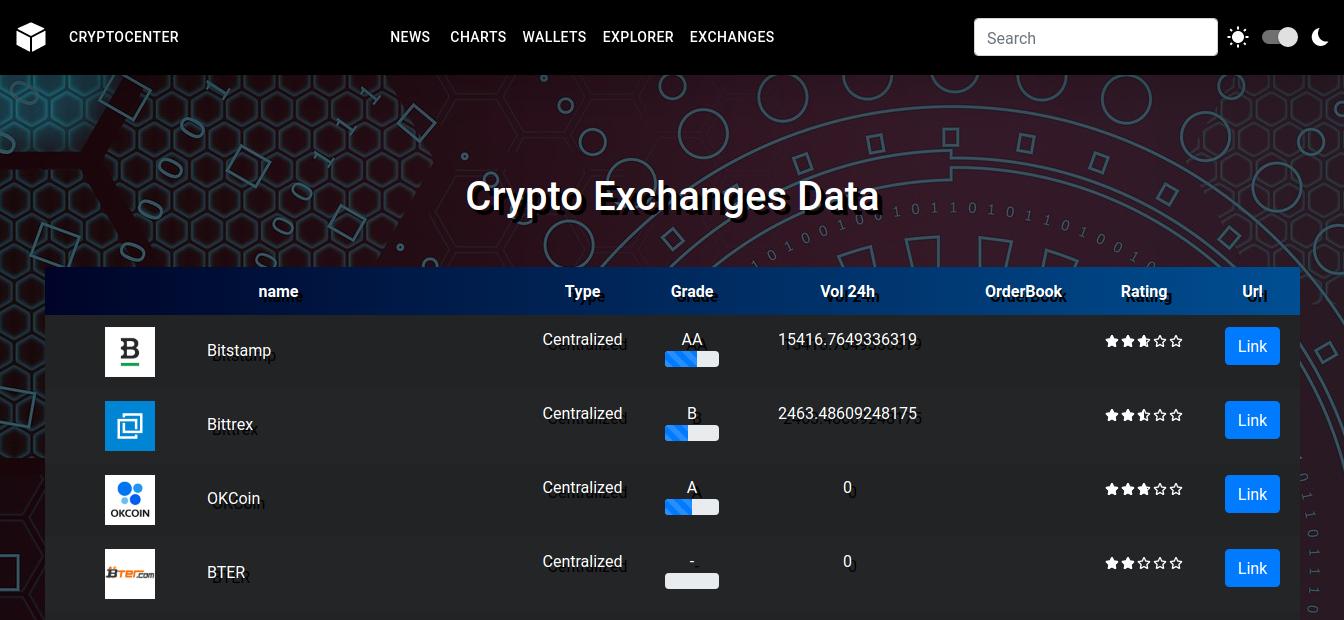 CRYPTOCENTER NEWS CHARTS WALLETS EXPLORER EXCHANGES Search
Crypto Exchanges Data
name Type Grade Vol 24h OrderBook Rating Url
B Bitstamp Centralized AA 15416.7649336319 Link
Bittrex Centralized B 2463.48609248175 Link
OKCOIN OKCoin Centralized A 0 Link
BTer.com BTER Centralized - 0 Link